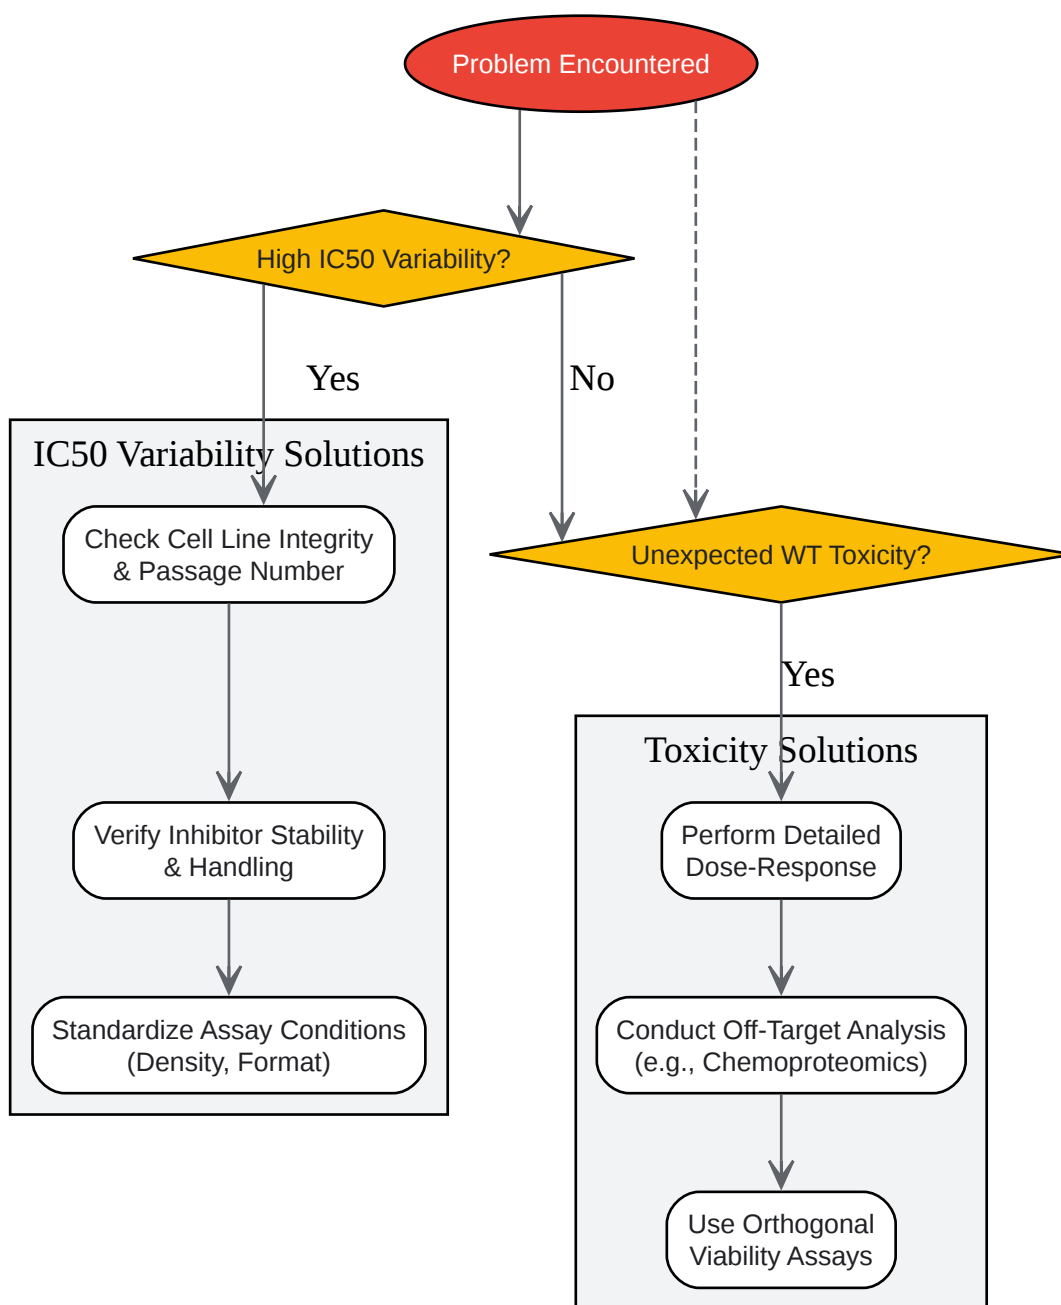 Problem Encountered
High IC50 Variability?
Yes
No
IC50 Variability Solutions
Check Cell Line Integrity
& Passage Number
Unexpected WT Toxicity?
Yes
Toxicity Solutions
Verify Inhibitor Stability
& Handling
Perform Detailed
Dose-Response
Standardize Assay Conditions
(Density, Format)
Conduct Off-Target Analysis
(e.g., Chemoproteomics)
Use Orthogonal
Viability Assays